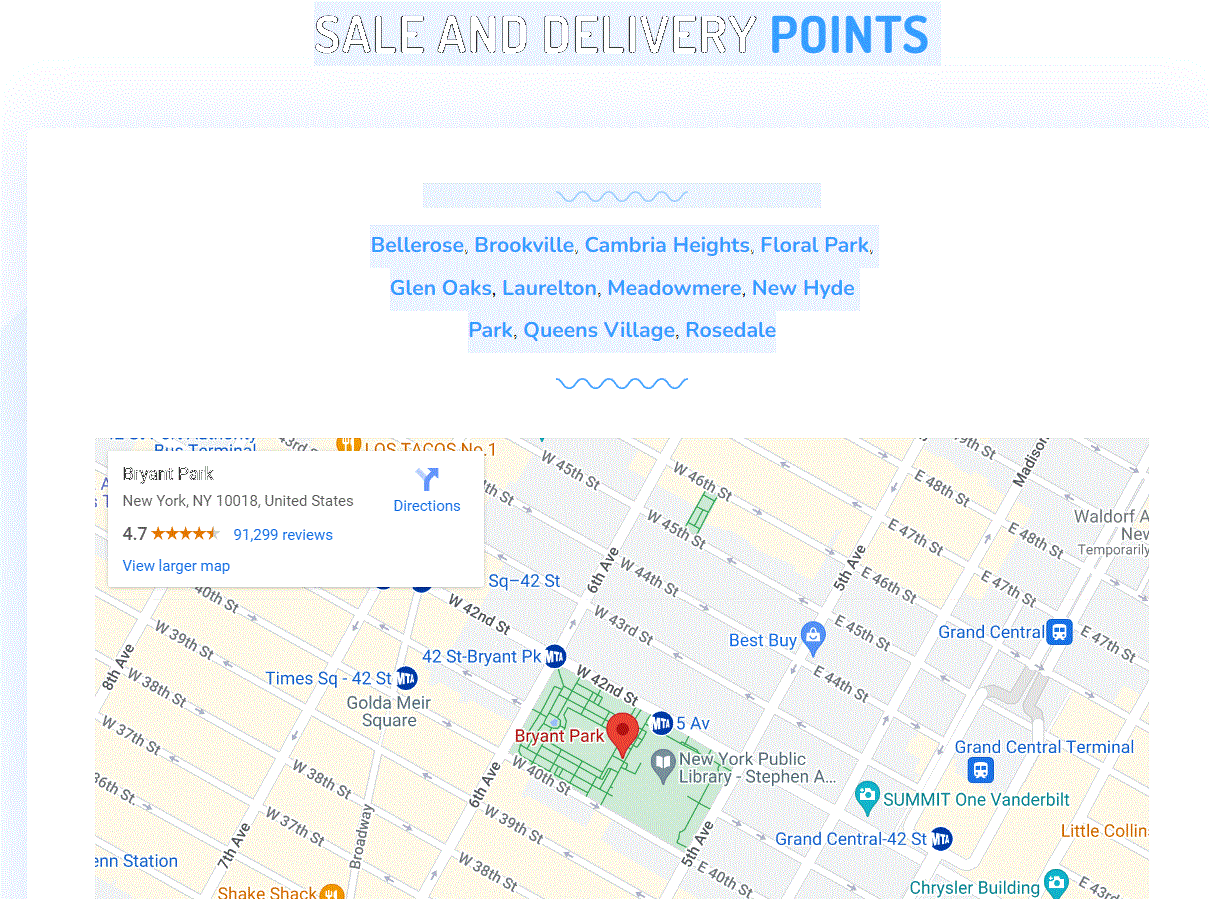 SALE AND DELIVERY POINTS
Bellerose, Brookville, Cambria Heights, Floral Park,
Glen Oaks, Laurelton, Meadowmere, New Hyde
Park, Queens Village, Rosedale
Bus Terminal
43rd
LOS TACOS No.1
Bryant Park
New York, NY 10018, United States
4.7
91,299 reviews
View larger map
Directions
W 45th St
W 46th St
W 45th St
W 44th St
W 43rd St
W 42nd St
6th Ave
5th Ave
E 49th St
Madison
E 48th St
E 47th St
E 48th St
E 46th St
E 47th St
E 45th St
E 47th St
E 44th St
Waldorf A
New
Temporarily
Sq–42 St
40th St
W 39th St
8th Ave
W 38th St
W 37th St
36th St
42 St-Bryant Pk
Times Sq - 42 St
Golda Meir
Square
W 42nd St
Best Buy
Grand Central
5 Av
Bryant Park
New York Public
Library - Stephen A...
Grand Central Terminal
W 40th St
6th Ave
W 38th St
W 39th St
W 37th St
W 38th St
SUMMIT One Vanderbilt
Grand Central-42 St
Little Collins
Broadway
7th Ave
5th Ave
E 40th St
enn Station
Shake Shack
Chrysler Building
E 43rd